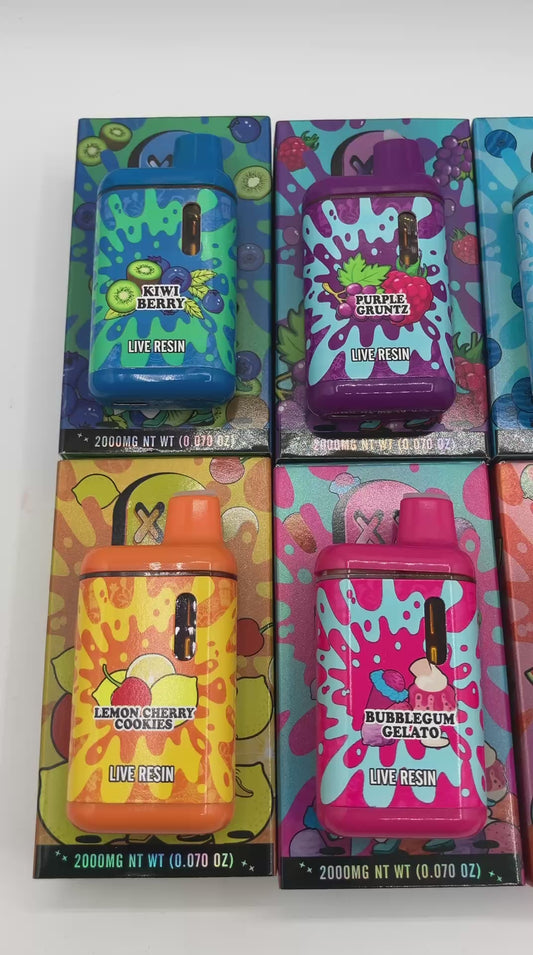 KIWI
BERRY
LIVE RESIN
2000MG NT WT (0.070 OZ)
PURPLE
GRUNTZ
LIVE RESIN
2000MG NT WT (0.070 OZ)
LEMON CHERRY
COOKIES
LIVE RESIN
2000MG NT WT (0.070 OZ)
BUBBLEGUM
GELATO
LIVE RESIN
2000MG NT WT (0.070 OZ)